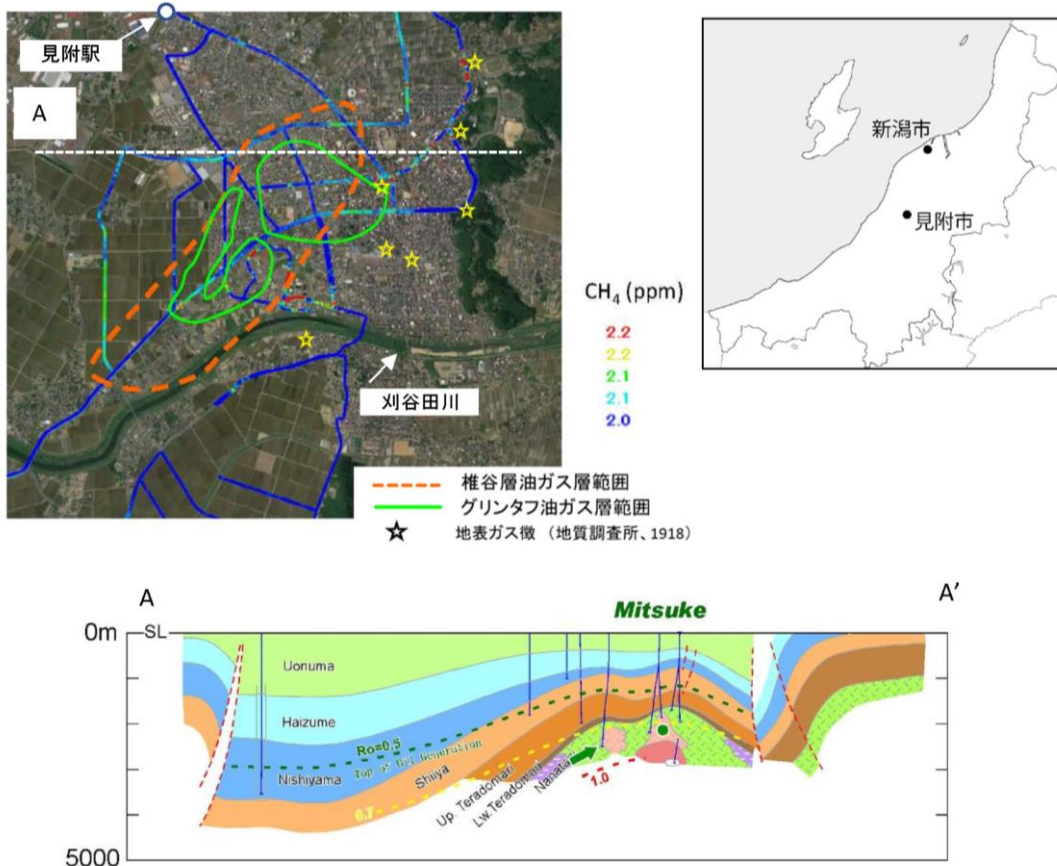 見附駅
A
刈谷田川
新潟市
見附市
CH4 (ppm)
2.2
2.2
2.1
2.1
2.0
椎谷層油ガス層範囲
グリンタフ油ガス層範囲
地表ガス徴 (地質調査所、1918)
A
A’
Mitsuke
0m
SL
Uonuma
Haizume
Ro=0.5
Top of Oil Generation
Nishiyama
Shiiya
0.7
Up. Teradomari
Lw.Teradomari
1.0
5000